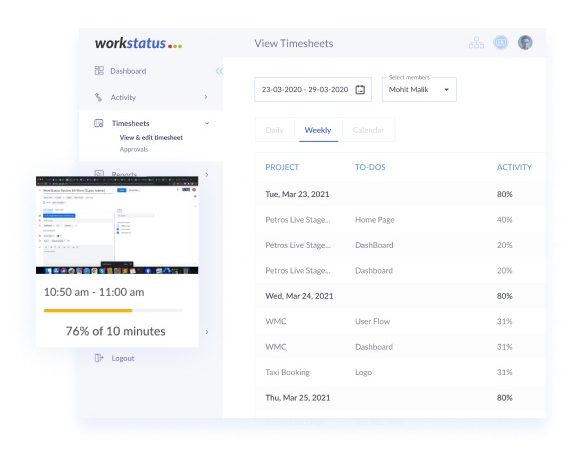 workstatus
View Timesheets
Dashboard
Activity
Timesheets
View & edit timesheet
Approvals
Reports
Logout
10:50 am - 11:00 am
76% of 10 minutes
23-03-2020 - 29-03-2020
Select members
Mohit Malik
Daily Weekly Calendar
PROJECT TO-DOS ACTIVITY
Tue, Mar 23, 2021 80%
Petros Live Stage... Home Page 40%
Petros Live Stage... DashBoard 20%
Petros Live Stage... Dashboard 20%
Wed, Mar 24, 2021 80%
WMC User Flow 31%
WMC Dashboard 31%
Taxi Booking Logo 31%
Thu, Mar 25, 2021 80%